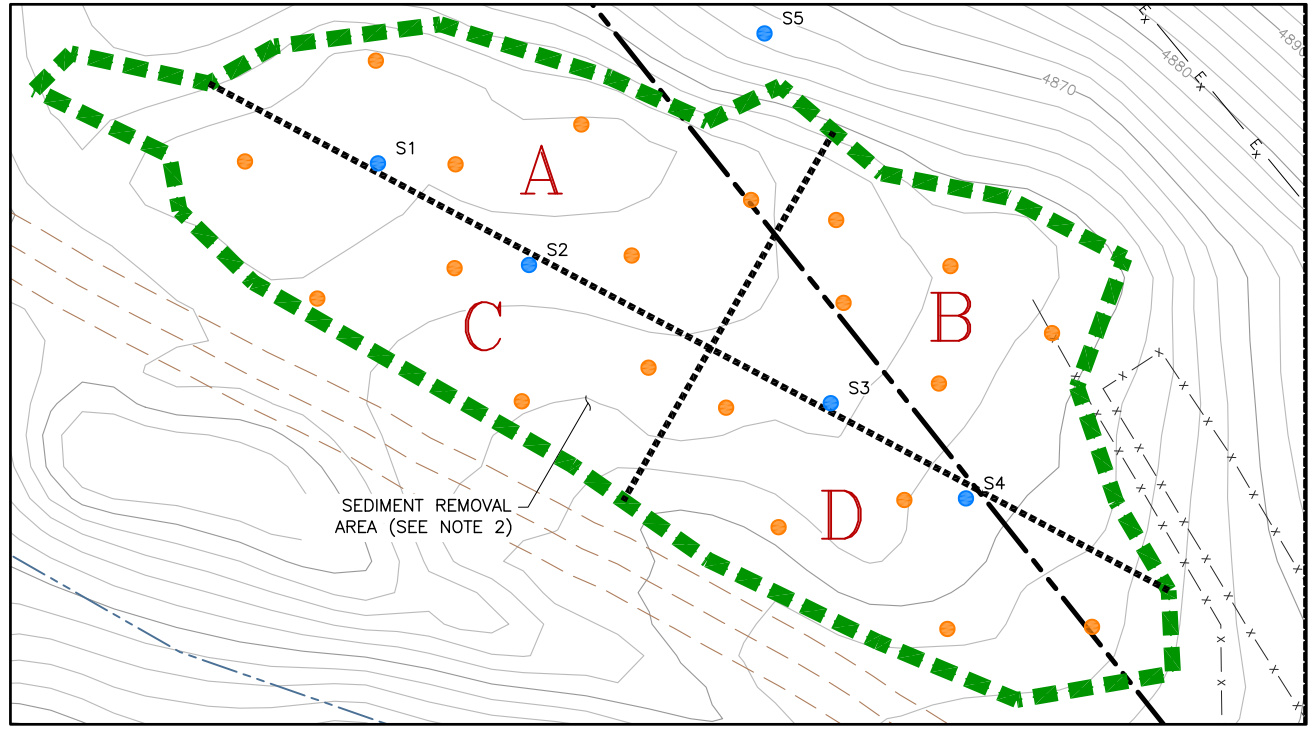 S5
4890
4880
4870
Ex
Ex
Ex
S1
A
S2
B
C
S3
S4
SEDIMENT REMOVAL
AREA (SEE NOTE 2)
D